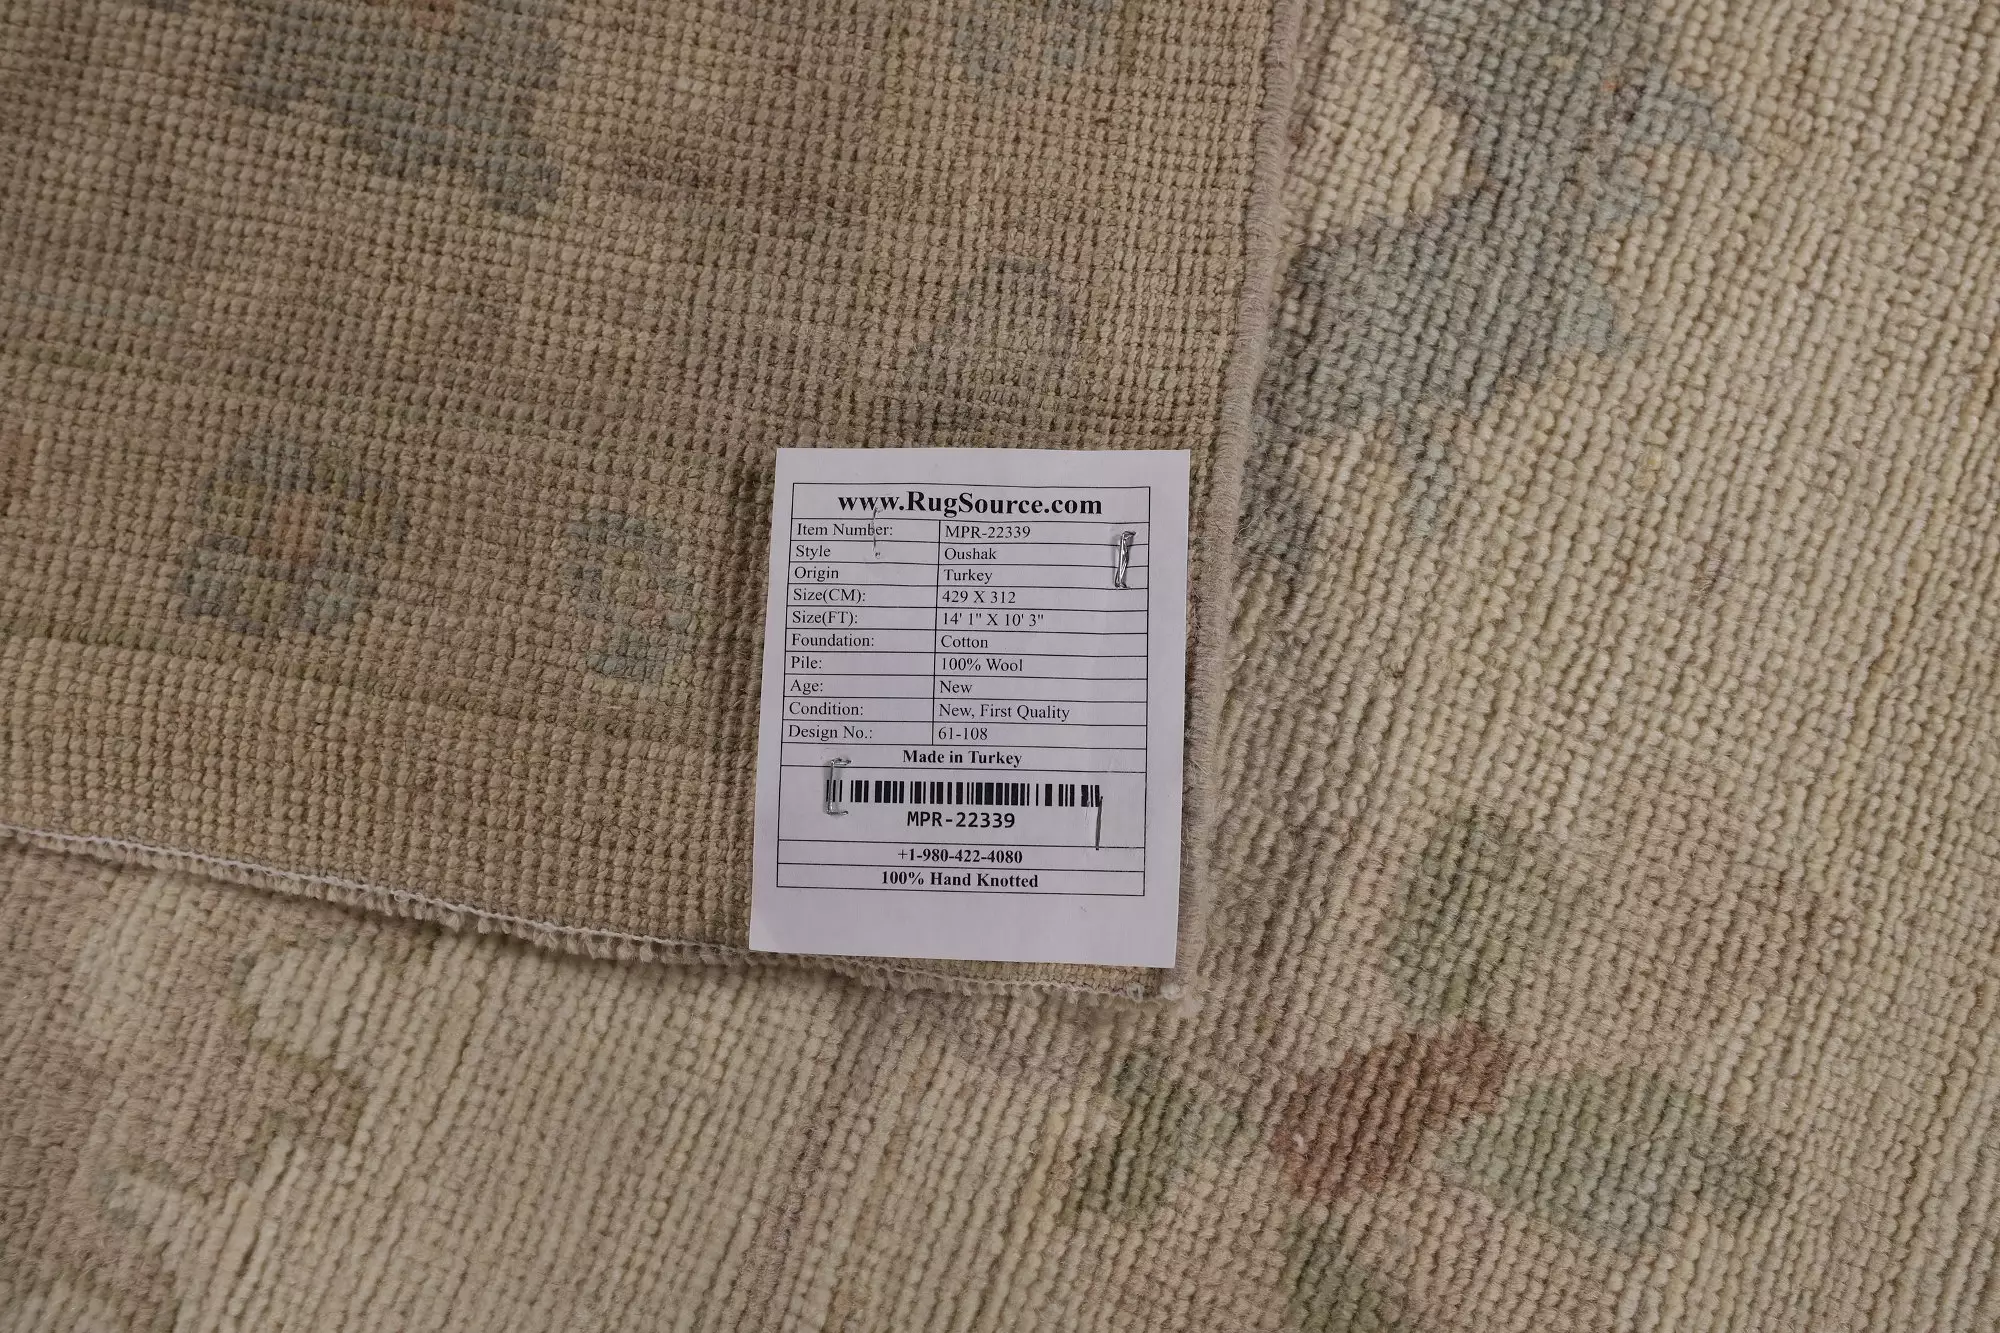 www.RugSource.com
Item Number: MPR-22339
Style Oushak
Origin Turkey
Size(CM): 429 X 312
Size(FT): 14' 1" X 10' 3"
Foundation: Cotton
Pile: 100% Wool
Age: New
Condition: New, First Quality
Design No.: 61-108
Made in Turkey
MPR-22339
+1-980-422-4080
100% Hand Knotted